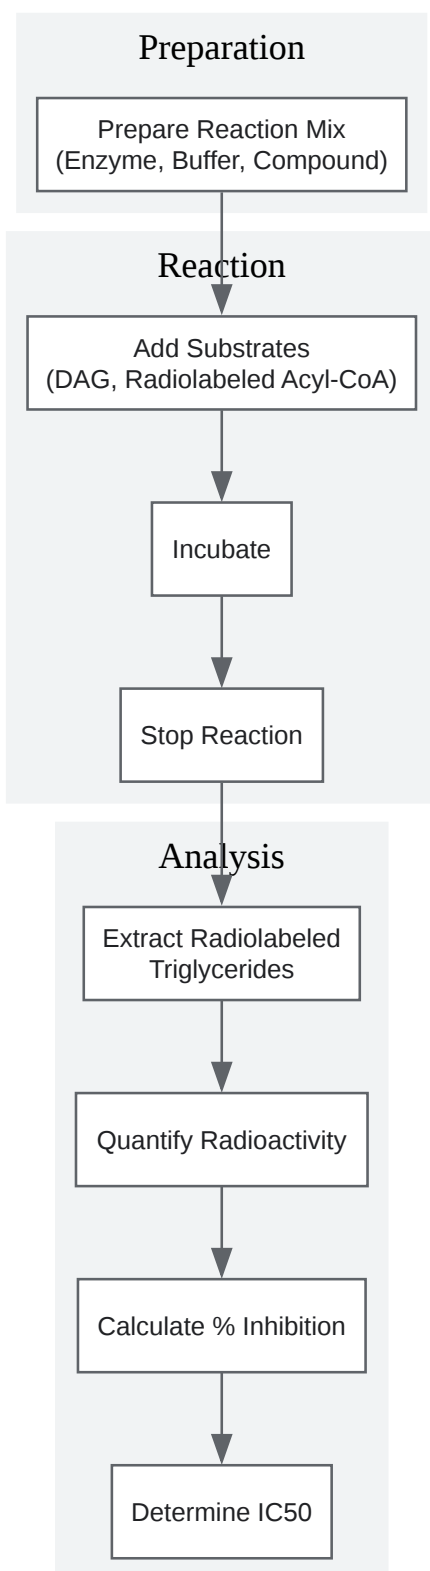 Preparation
Prepare Reaction Mix
(Enzyme, Buffer, Compound)
Reaction
Add Substrates
(DAG, Radiolabeled Acyl-CoA)
Incubate
Stop Reaction
Analysis
Extract Radiolabeled
Triglycerides
Quantify Radioactivity
Calculate % Inhibition
Determine IC50